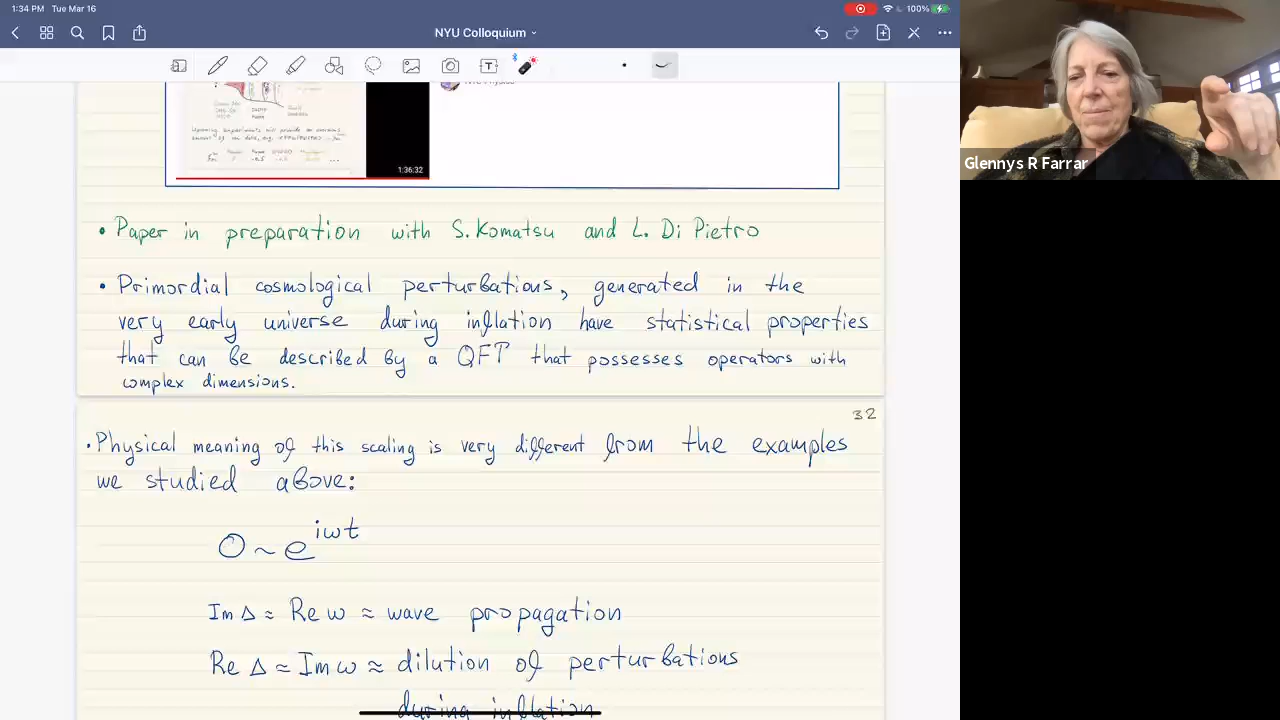 1:34 PM Tue Mar 16
100%
NYU Colloquium
1:36:32
• Paper in preparation with S. Komatsu and L. Di Pietro
• Primordial cosmological perturbations, generated in the
very early universe during inflation have statistical properties
that can be described by a QFT that possesses operators with
complex dimensions.
32
• Physical meaning of this scaling is very different from the examples
we studied above:
O ~ e^{iωt}
Im Δ ≈ Re ω ≈ wave propagation
Re Δ ≈ Im ω ≈ dilution of perturbations
during inflation
Glennys R Farrar